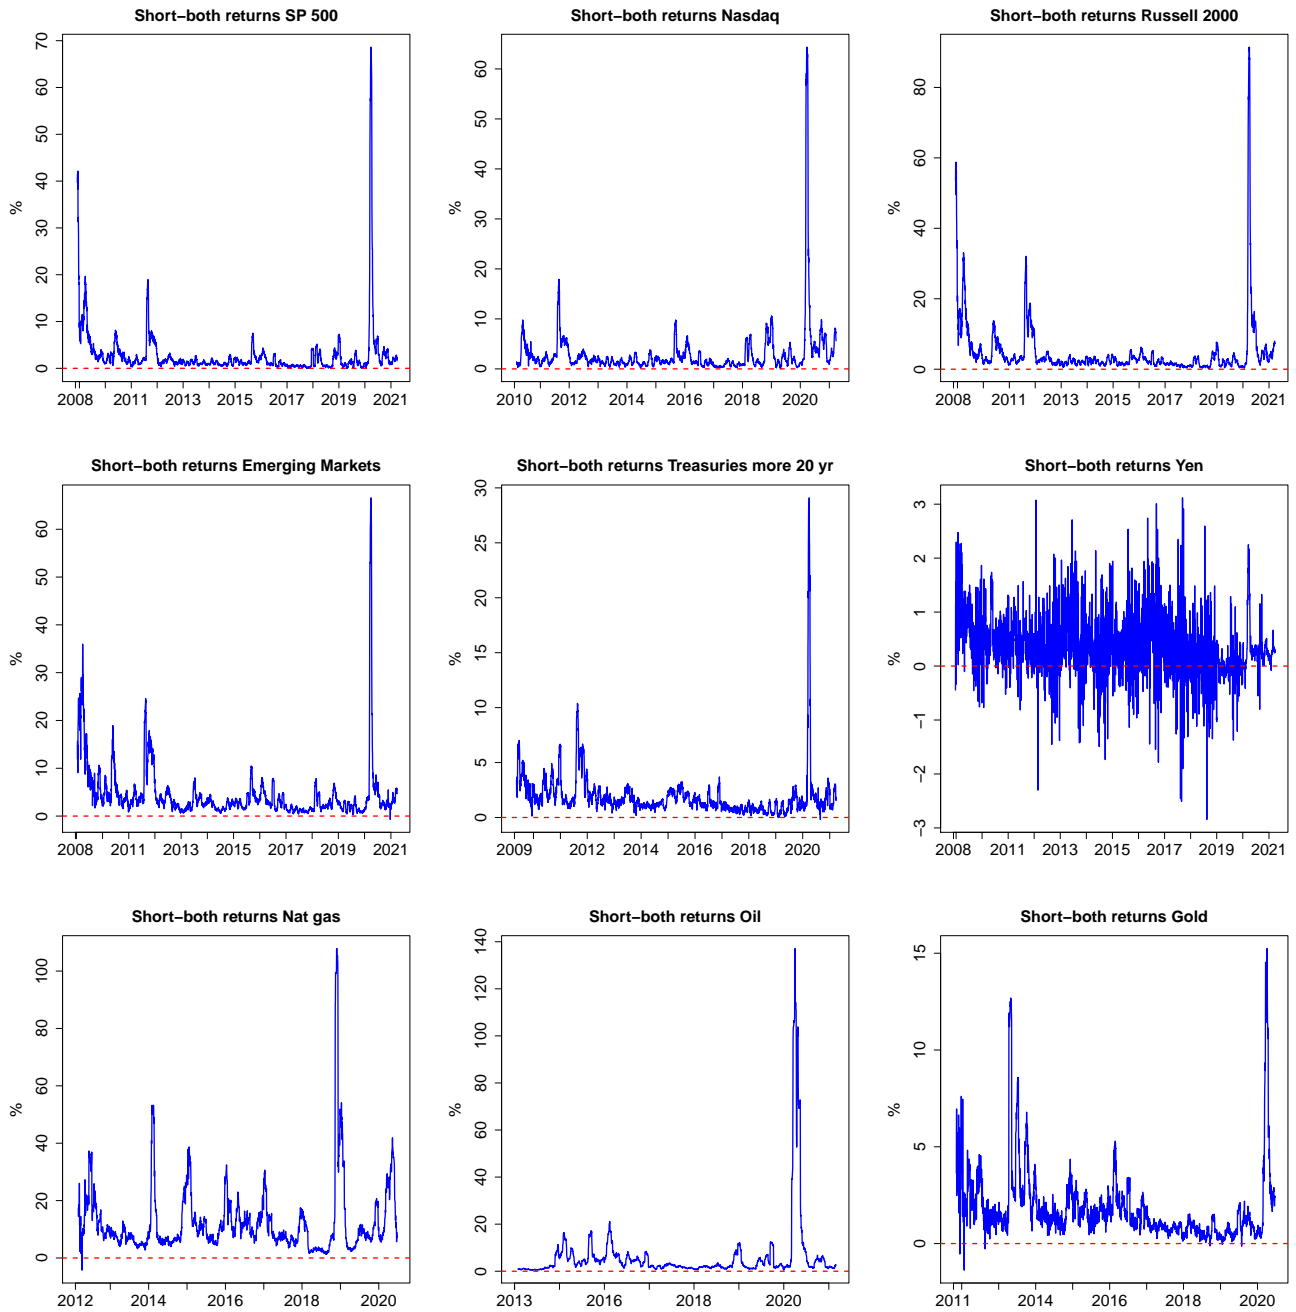 Short−both returns SP 500
%
0 10 20 30 40 50 60 70
2008 2011 2013 2015 2017 2019 2021
Short−both returns Nasdaq
%
0 10 20 30 40 50 60
2010 2012 2014 2016 2018 2020
Short−both returns Russell 2000
%
0 20 40 60 80
2008 2011 2013 2015 2017 2019 2021
Short−both returns Emerging Markets
%
0 10 20 30 40 50 60
2008 2011 2013 2015 2017 2019 2021
Short−both returns Treasuries more 20 yr
%
0 5 10 15 20 25 30
2009 2012 2014 2016 2018 2020
Short−both returns Yen
%
−3 −2 −1 0 1 2 3
2008 2011 2013 2015 2017 2019 2021
Short−both returns Nat gas
%
0 20 40 60 80 100
2012 2014 2016 2018 2020
Short−both returns Oil
%
0 20 40 60 80 100 120 140
2013 2016 2018 2020
Short−both returns Gold
%
0 5 10 15
2011 2014 2016 2018 2020